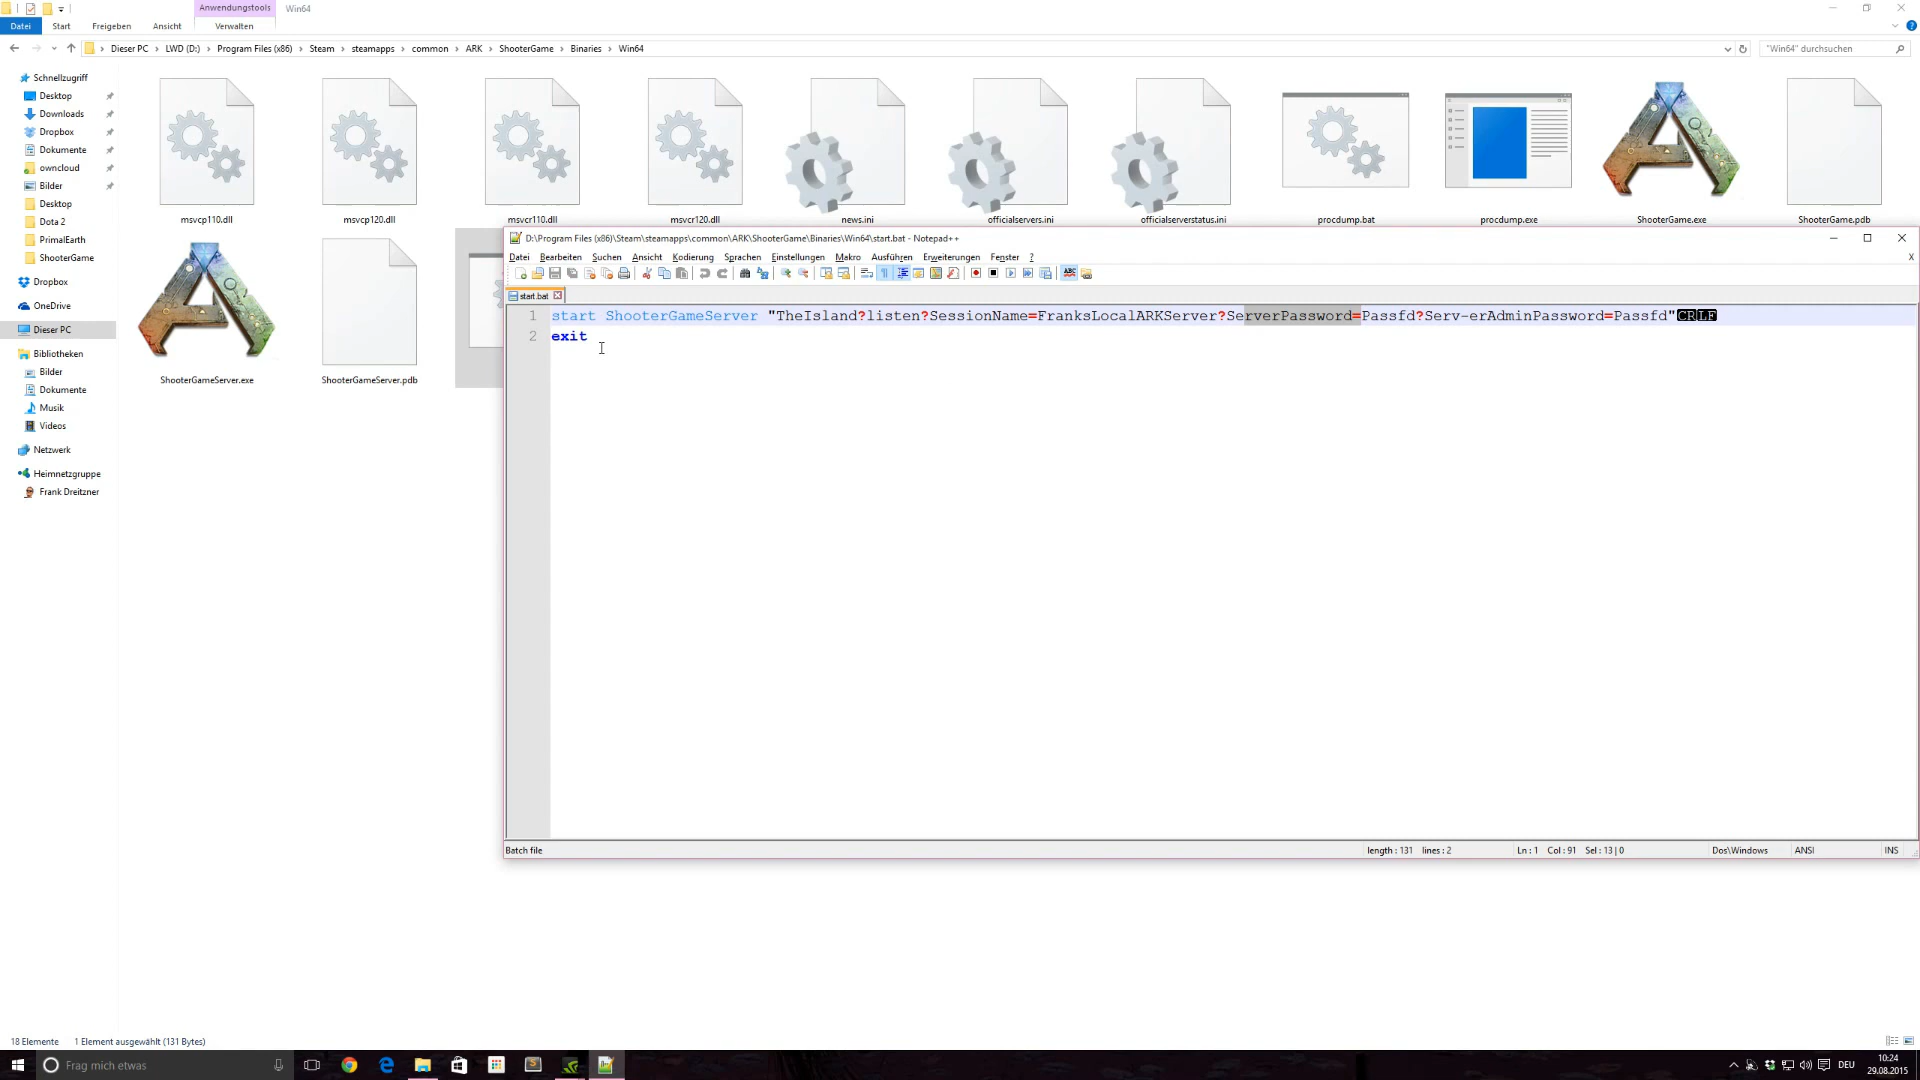 Anwendungstools
Win64
Datei
Start
Freigeben
Ansicht
Verwalten
Dieser PC
LWD (D:)
Program Files (x86)
Steam
steamapps
common
ARK
ShooterGame
Binaries
Win64
"Win64" durchsuchen
Schnellzugriff
Desktop
Downloads
Dropbox
Dokumente
owncloud
Bilder
Desktop
Dota 2
PrimalEarth
ShooterGame
Dropbox
OneDrive
Dieser PC
Bibliotheken
Bilder
Dokumente
Musik
Videos
Netzwerk
Heimnetzgruppe
Frank Dreitzner
msvcp110.dll
msvcp120.dll
msvcr110.dll
msvcr120.dll
news.ini
officialservers.ini
officialserverstatus.ini
procdump.bat
procdump.exe
ShooterGame.exe
ShooterGame.pdb
ShooterGameServer.exe
ShooterGameServer.pdb
D:\Program Files (x86)\Steam\steamapps\common\ARK\ShooterGame\Binaries\Win64\start.bat - Notepad++
Datei Bearbeiten Suchen Ansicht Kodierung Sprachen Einstellungen Makro Ausführen Erweiterungen Fenster ?
X
ABC
start.bat
1 start ShooterGameServer "TheIsland?listen?SessionName=FranksLocalARKServer?ServerPassword=Passfd?Serv-erAdminPassword=Passfd"CRLF
2 exit
Batch file
length : 131 lines : 2
Ln : 1 Col : 91 Sel : 13 | 0
Dos\Windows
ANSI
INS
18 Elemente
1 Element ausgewählt (131 Bytes)
Frag mich etwas
DEU
10:24
29.08.2015